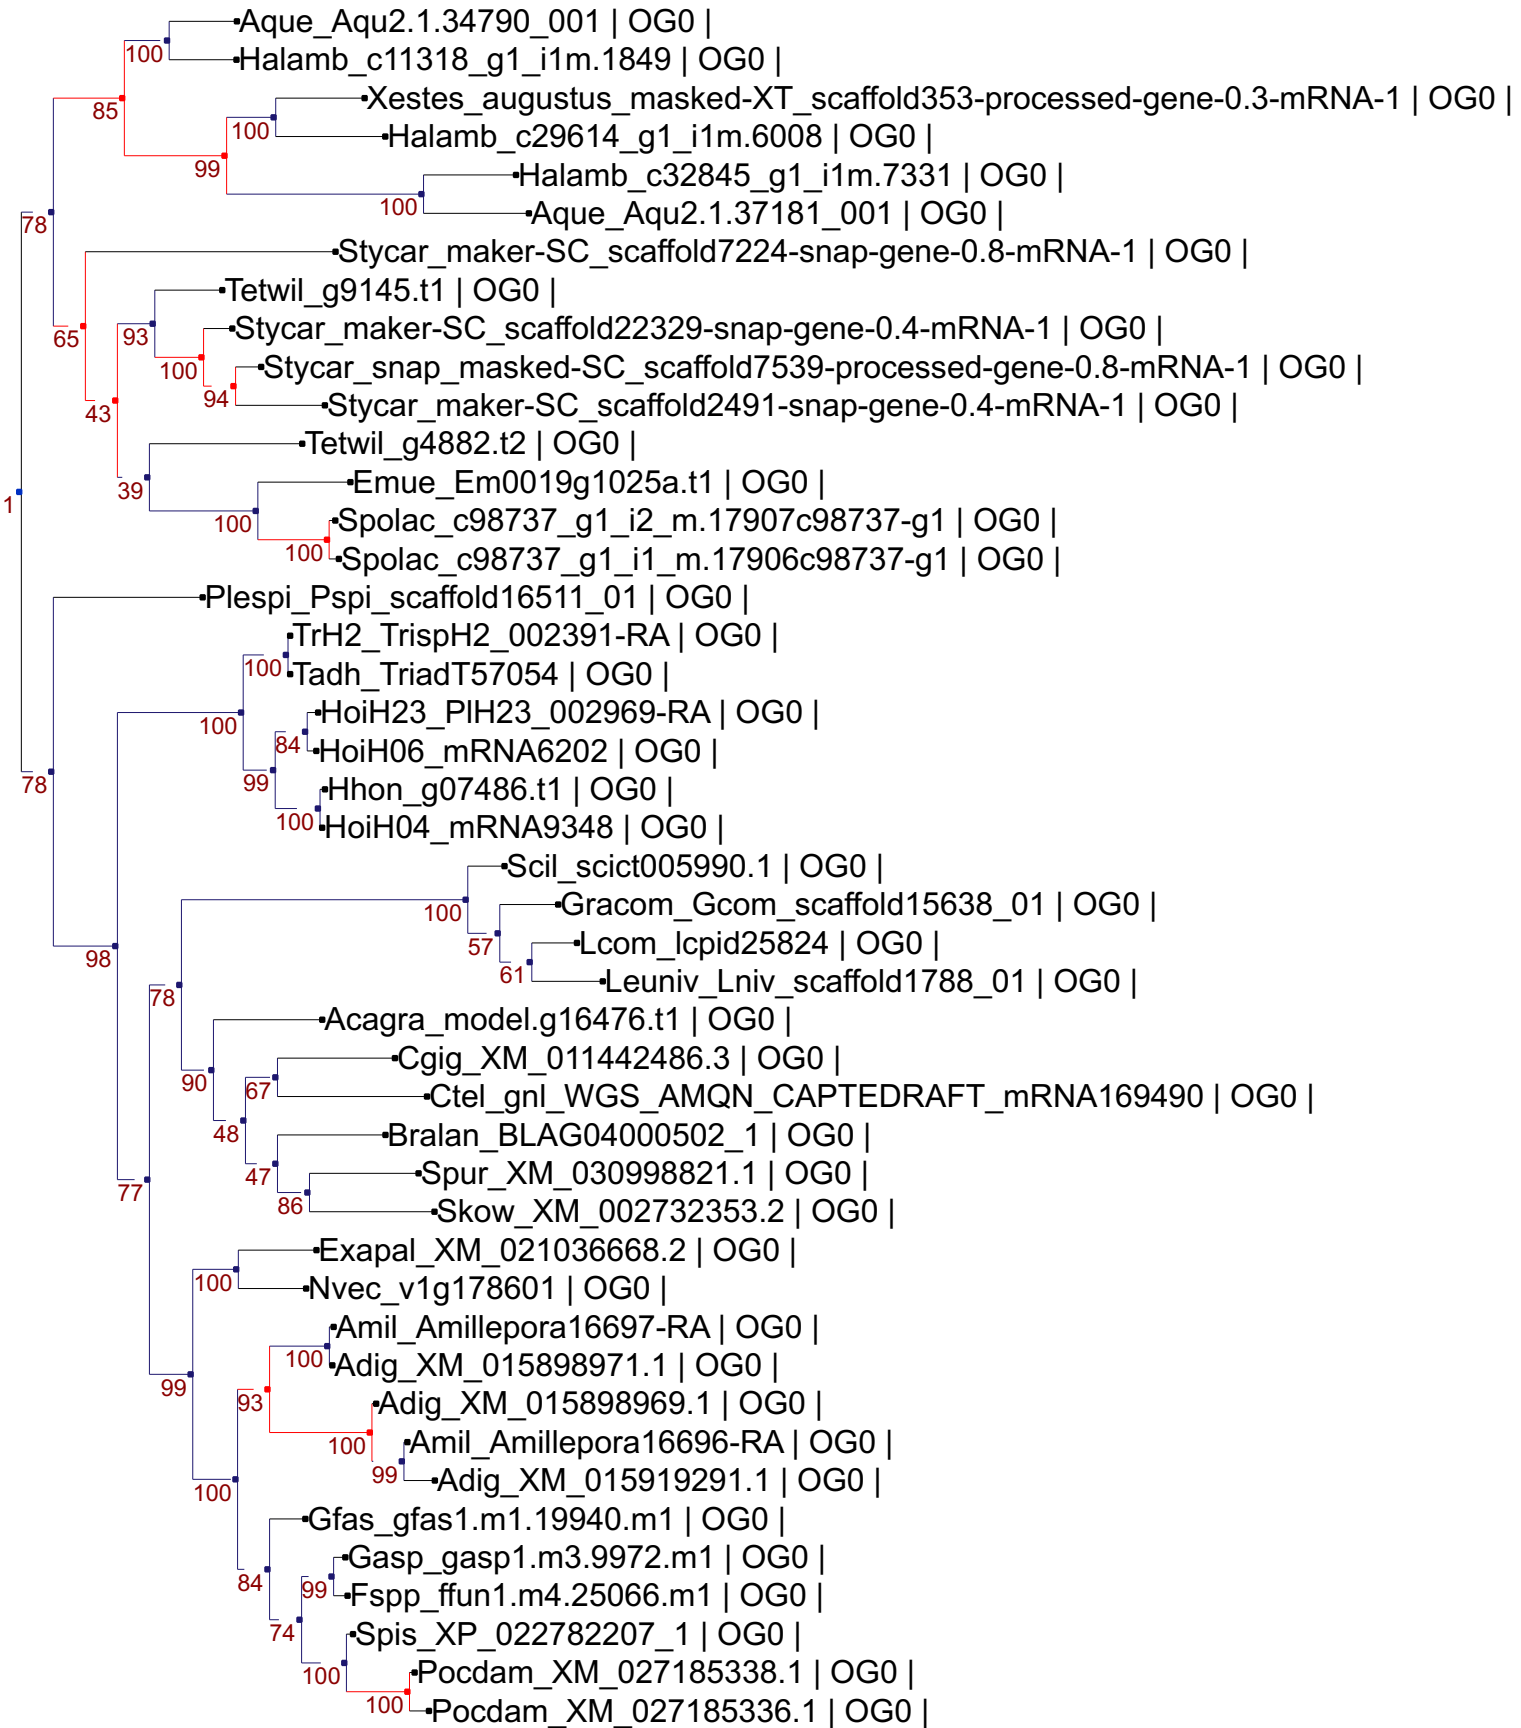 Aque_Aqu2.1.34790_001 | OG0 |
100
Halamb_c11318_g1_i1m.1849 | OG0 |
85
Xestes_augustus_masked-XT_scaffold353-processed-gene-0.3-mRNA-1 | OG0 |
100
Halamb_c29614_g1_i1m.6008 | OG0 |
99
Halamb_c32845_g1_i1m.7331 | OG0 |
100
Aque_Aqu2.1.37181_001 | OG0 |
78
Stycar_maker-SC_scaffold7224-snap-gene-0.8-mRNA-1 | OG0 |
Tetwil_g9145.t1 | OG0 |
65
93
Stycar_maker-SC_scaffold22329-snap-gene-0.4-mRNA-1 | OG0 |
100
Stycar_snap_masked-SC_scaffold7539-processed-gene-0.8-mRNA-1 | OG0 |
94
Stycar_maker-SC_scaffold2491-snap-gene-0.4-mRNA-1 | OG0 |
43
Tetwil_g4882.t2 | OG0 |
39
Emue_Em0019g1025a.t1 | OG0 |
1
100
Spolac_c98737_g1_i2_m.17907c98737-g1 | OG0 |
100
Spolac_c98737_g1_i1_m.17906c98737-g1 | OG0 |
Plespi_Pspi_scaffold16511_01 | OG0 |
TrH2_TrispH2_002391-RA | OG0 |
100
Tadh_TriadT57054 | OG0 |
100
HoiH23_PlH23_002969-RA | OG0 |
84
HoiH06_mRNA6202 | OG0 |
78
99
Hhon_g07486.t1 | OG0 |
100
HoiH04_mRNA9348 | OG0 |
Scil_scict005990.1 | OG0 |
100
Gracom_Gcom_scaffold15638_01 | OG0 |
57
Lcom_lcpid25824 | OG0 |
98
61
Leuniv_Lniv_scaffold1788_01 | OG0 |
78
Acagra_model.g16476.t1 | OG0 |
Cgig_XM_011442486.3 | OG0 |
90
67
Ctel_gnl_WGS_AMQN_CAPTEDRAFT_mRNA169490 | OG0 |
48
Bralan_BLAG04000502_1 | OG0 |
47
Spur_XM_030998821.1 | OG0 |
77
86
Skow_XM_002732353.2 | OG0 |
Exapal_XM_021036668.2 | OG0 |
100
Nvec_v1g178601 | OG0 |
Amil_Amillepora16697-RA | OG0 |
100
Adig_XM_015898971.1 | OG0 |
99
93
Adig_XM_015898969.1 | OG0 |
100
Amil_Amillepora16696-RA | OG0 |
99
Adig_XM_015919291.1 | OG0 |
100
Gfas_gfas1.m1.19940.m1 | OG0 |
Gasp_gasp1.m3.9972.m1 | OG0 |
84
99
Fspp_ffun1.m4.25066.m1 | OG0 |
74
Spis_XP_022782207_1 | OG0 |
100
Pocdam_XM_027185338.1 | OG0 |
100
Pocdam_XM_027185336.1 | OG0 |